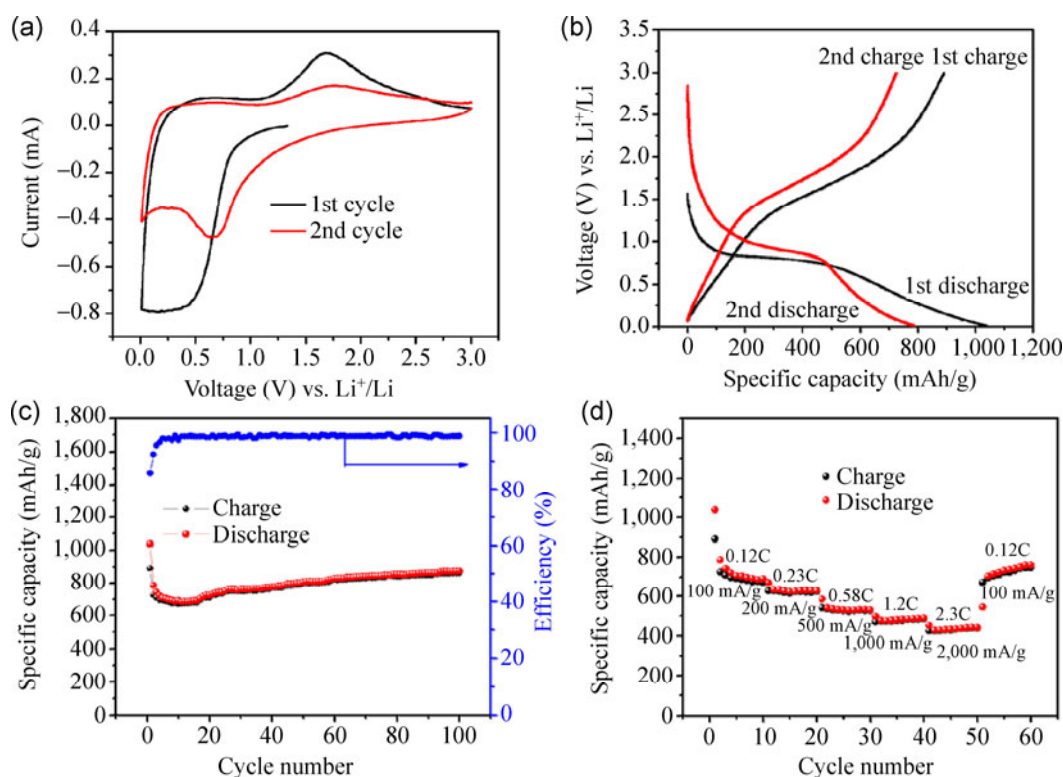 (a)
0.4
0.2
0.0
−0.2
−0.4
−0.6
−0.8
Current (mA)
1st cycle
2nd cycle
0.0 0.5 1.0 1.5 2.0 2.5 3.0
Voltage (V) vs. Li⁺/Li
(b)
3.5
3.0
2.5
2.0
1.5
1.0
0.5
0.0
Voltage (V) vs. Li⁺/Li
2nd charge 1st charge
1st discharge
2nd discharge
0 200 400 600 800 1,000 1,200
Specific capacity (mAh/g)
(c)
1,800
1,600
1,400
1,200
1,000
800
600
400
200
0
Specific capacity (mAh/g)
Charge
Discharge
100
80
60
40
20
0
Efficiency (%)
0 20 40 60 80 100
Cycle number
(d)
1,400
1,200
1,000
800
600
400
200
0
Specific capacity (mAh/g)
Charge
Discharge
0.12C
100 mA/g
0.23C
200 mA/g
0.58C
500 mA/g
1.2C
1,000 mA/g
2.3C
2,000 mA/g
0.12C
100 mA/g
0 10 20 30 40 50 60
Cycle number